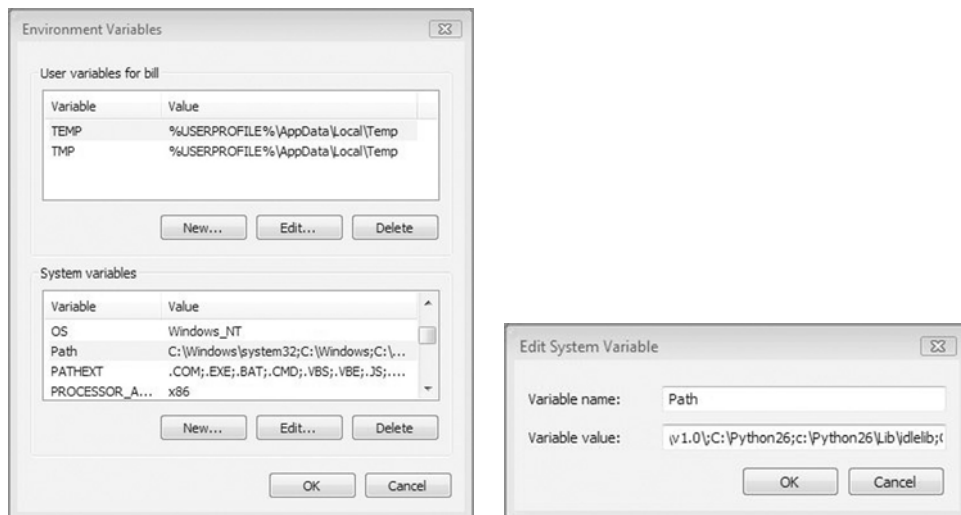 Environment Variables
User variables for bill
Variable Value
TEMP %USERPROFILE%\AppData\Local\Temp
TMP %USERPROFILE%\AppData\Local\Temp
New... Edit... Delete
System variables
Variable Value
OS Windows_NT
Path C:\Windows\system32;C:\Windows;C:\...
PATHEXT .COM;.EXE;.BAT;.CMD;.VBS;.VBE;.JS;....
PROCESSOR_A... x86
New... Edit... Delete
OK Cancel
Edit System Variable
Variable name: Path
Variable value: \v1.0\;C:\Python26;c:\Python26\Lib\idlelib;
OK Cancel